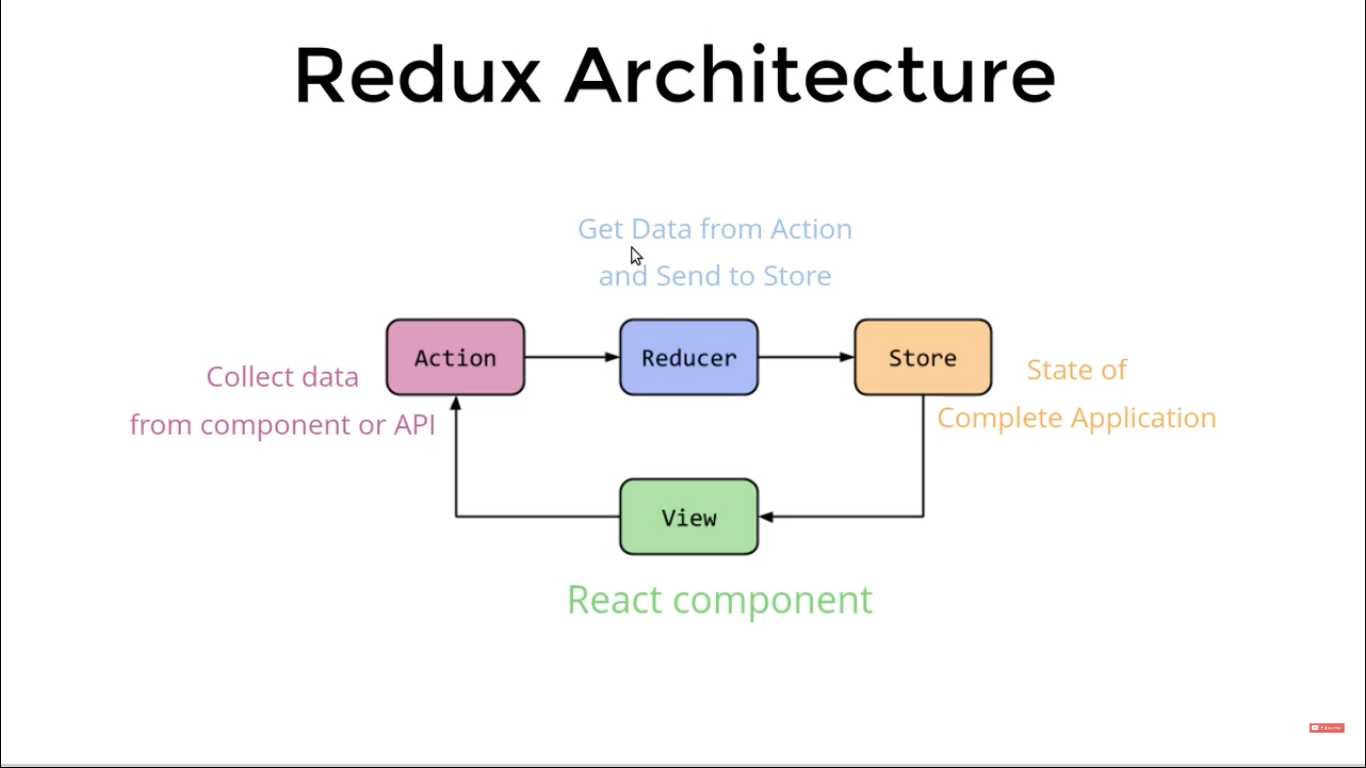 Redux Architecture
Get Data from Action
and Send to Store
Action
Reducer
Store
Collect data
from component or API
State of
Complete Application
View
React component